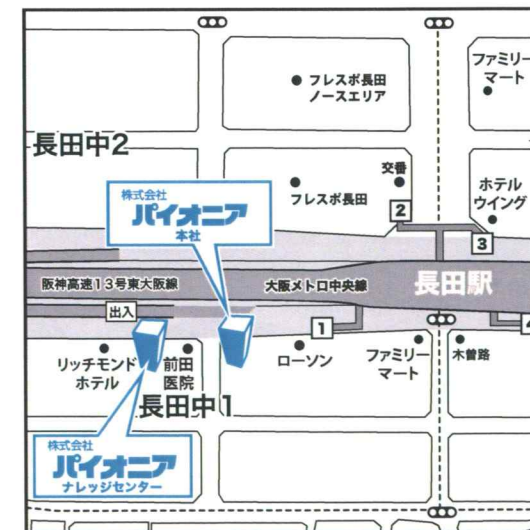 フレスポ長田
ノースエリア
ファミリー
マート
長田中2
交番
フレスポ長田
ホテル
ウイング
2
3
株式会社
パイオニア
本社
阪神高速13号東大阪線
大阪メトロ中央線
長田駅
出入
1
4
リッチモンド
ホテル
前田
医院
ローソン
ファミリー
マート
木曽路
長田中1
株式会社
パイオニア
ナレッジセンター